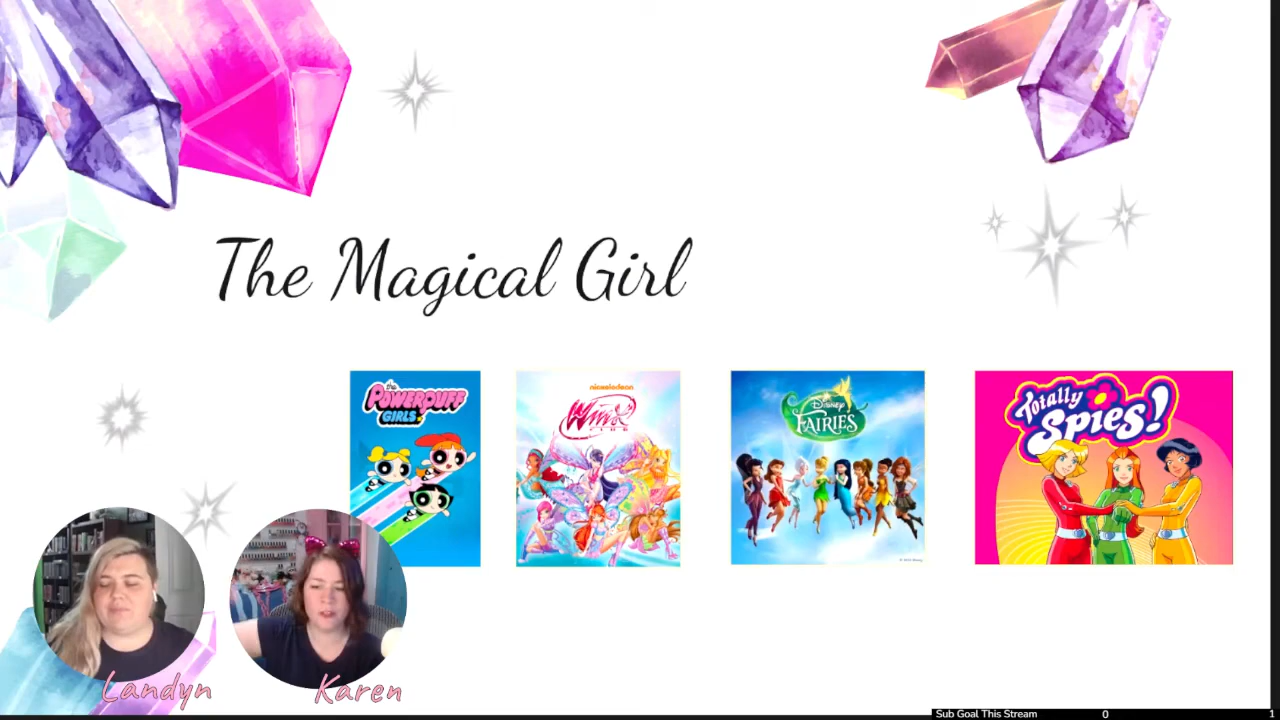 The Magical Girl
the
POWERPUFF
GIRLS
nickelodeon
Winx
CLUB
Disney
FAIRIES
Totally
Spies!
Landyn
Karen
Sub Goal This Stream 0 1